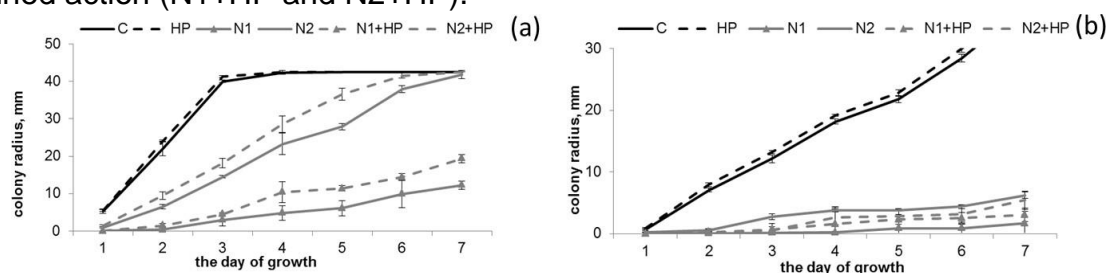 ned action (N1+HP and N2+HP).
C HP N1 N2 N1+HP N2+HP (a)
50
40
30
20
10
0
colony radius, mm
1 2 3 4 5 6 7
the day of growth
C HP N1 N2 N1+HP N2+HP (b)
30
20
10
0
colony radius, mm
1 2 3 4 5 6 7
the day of growth